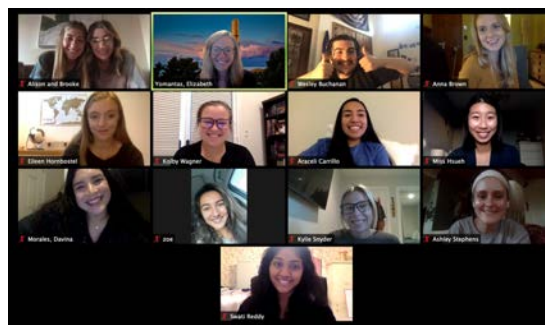 Alison and Brooke
Yomantas, Elizabeth
Wesley Buchanan
Anna Brown
Eileen Hornbostel
Kolby Wagner
Araceli Carrillo
Miss Hsueh
Morales, Davina
zoe
Kylie Snyder
Ashley Stephens
Swati Reddy